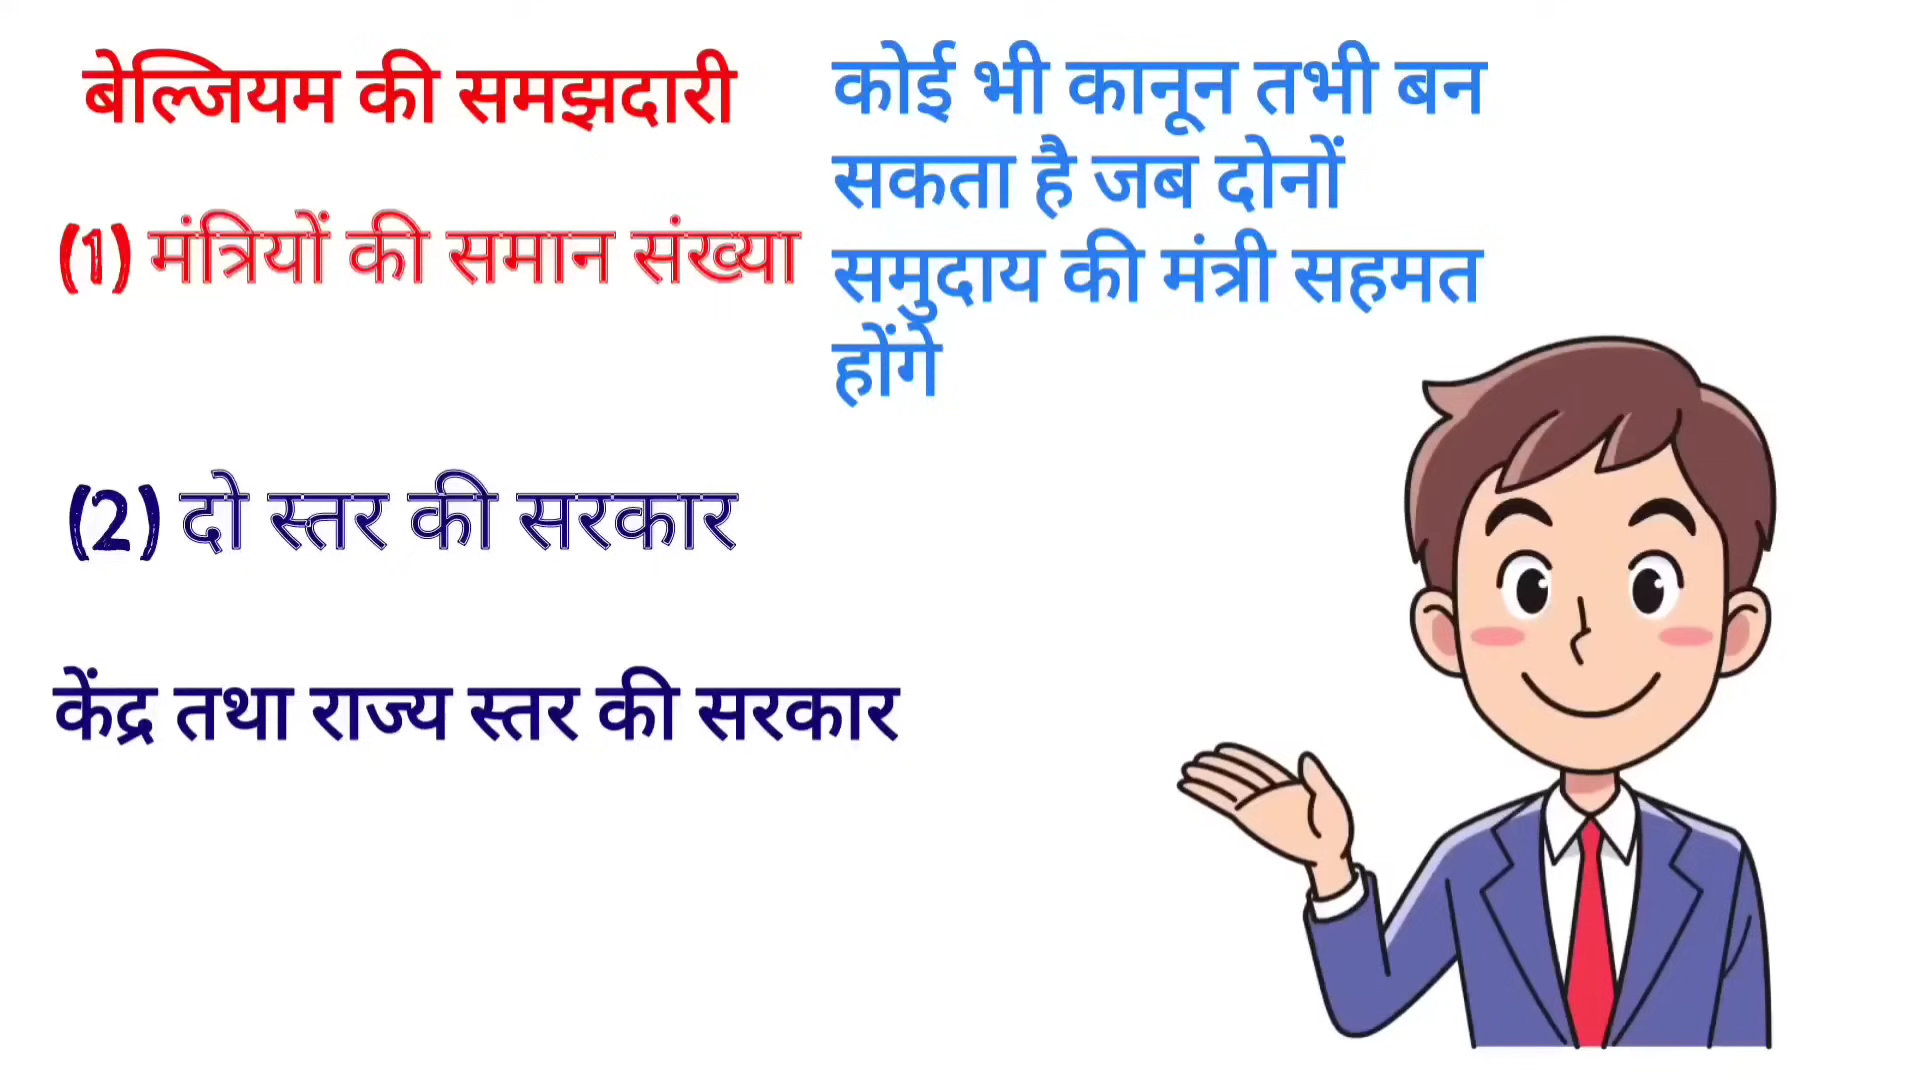 बेल्जियम की समझदारी
(1) मंत्रियों की समान संख्या
कोई भी कानून तभी बन
सकता है जब दोनों
समुदाय की मंत्री सहमत
होंगे
(2) दो स्तर की सरकार
केंद्र तथा राज्य स्तर की सरकार